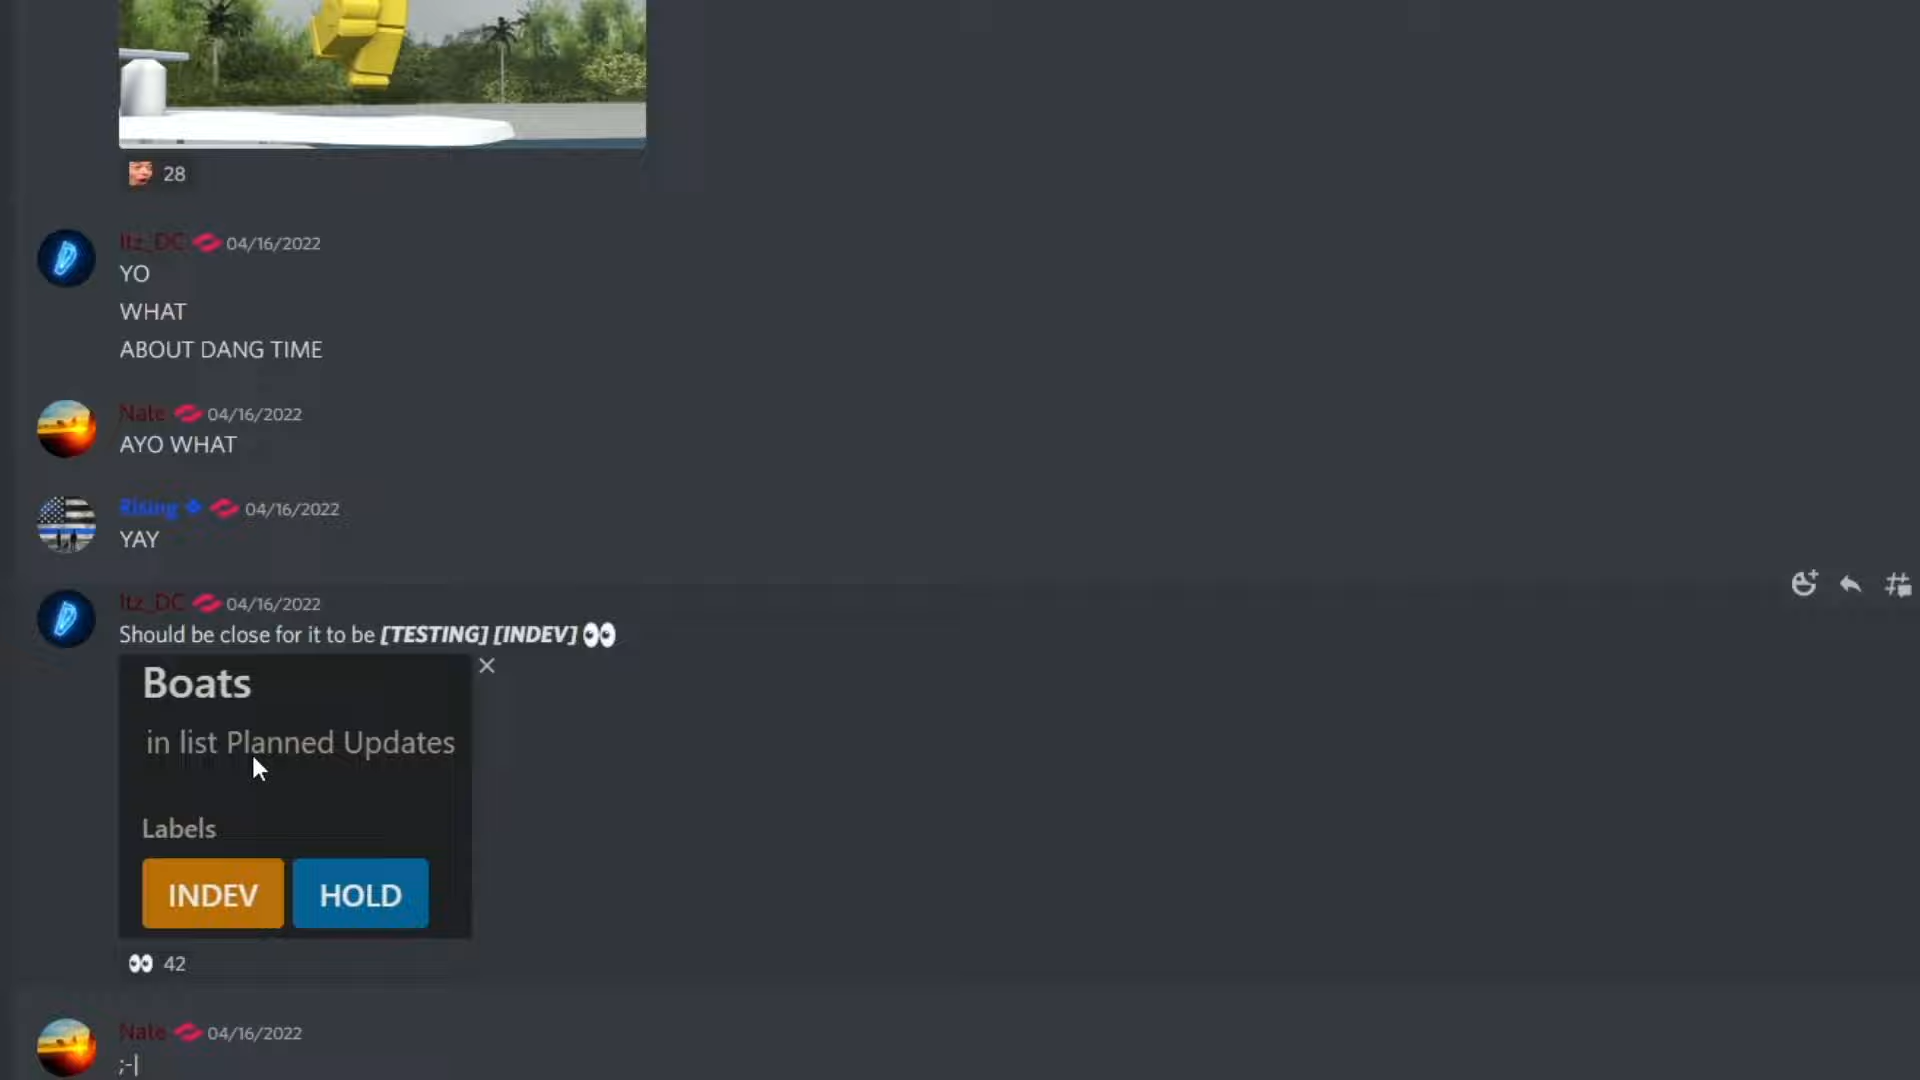 28
Itz_DC 04/16/2022
YO
WHAT
ABOUT DANG TIME
Nate 04/16/2022
AYO WHAT
Rising 04/16/2022
YAY
Itz_DC 04/16/2022
Should be close for it to be [TESTING] [INDEV] 👀
Boats
in list Planned Updates
Labels
INDEV HOLD
👀 42
Nate 04/16/2022
;-|